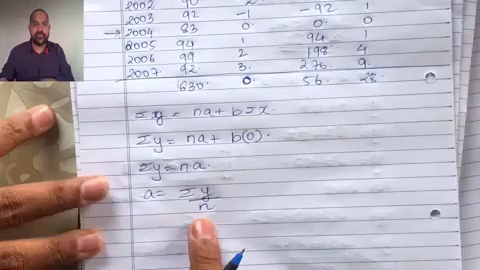 2002 90
2003 92 -1 -92 1
→ 2004 83 0. 0. 0
2005 94 1 94 1
2006 99 2 198 4
2007. 92. 3. 276. 9.
630. 0. 56. 28.
Σy = na + bΣx.
Σy = na + b(0).
Σy = na.
a = Σy
n.